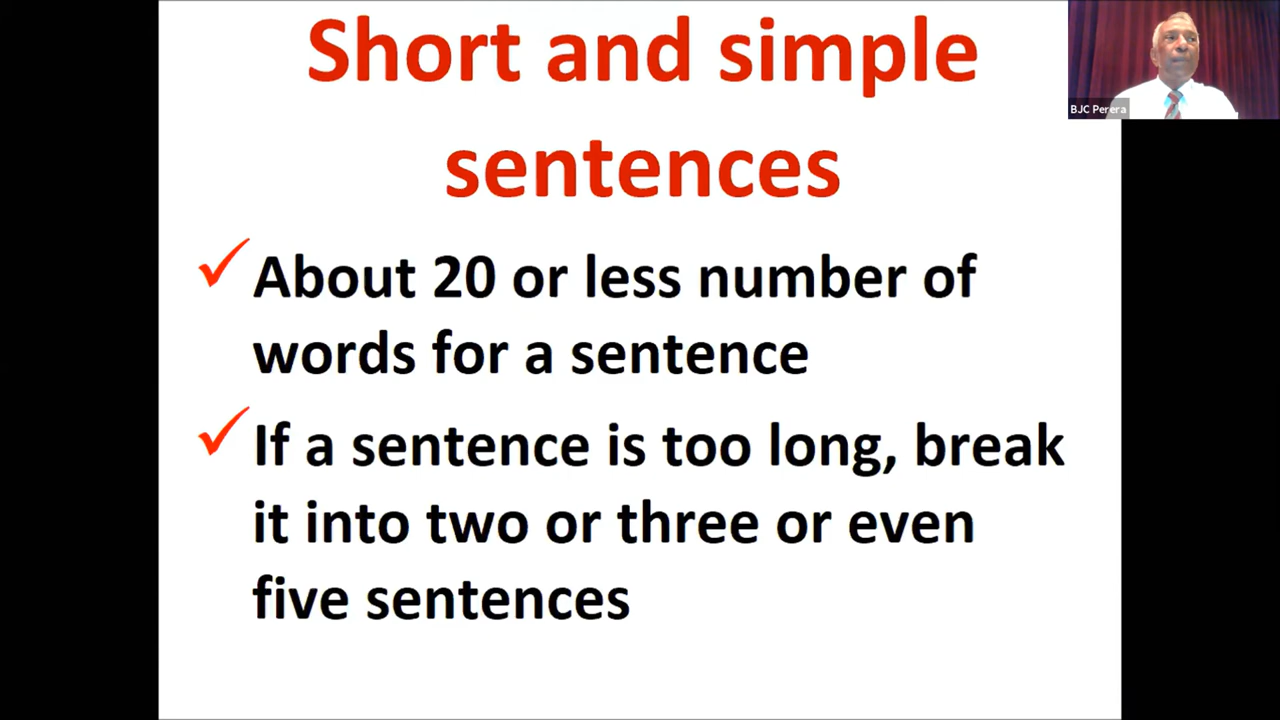 Short and simple
sentences
BJC Perera
About 20 or less number of
words for a sentence
If a sentence is too long, break
it into two or three or even
five sentences